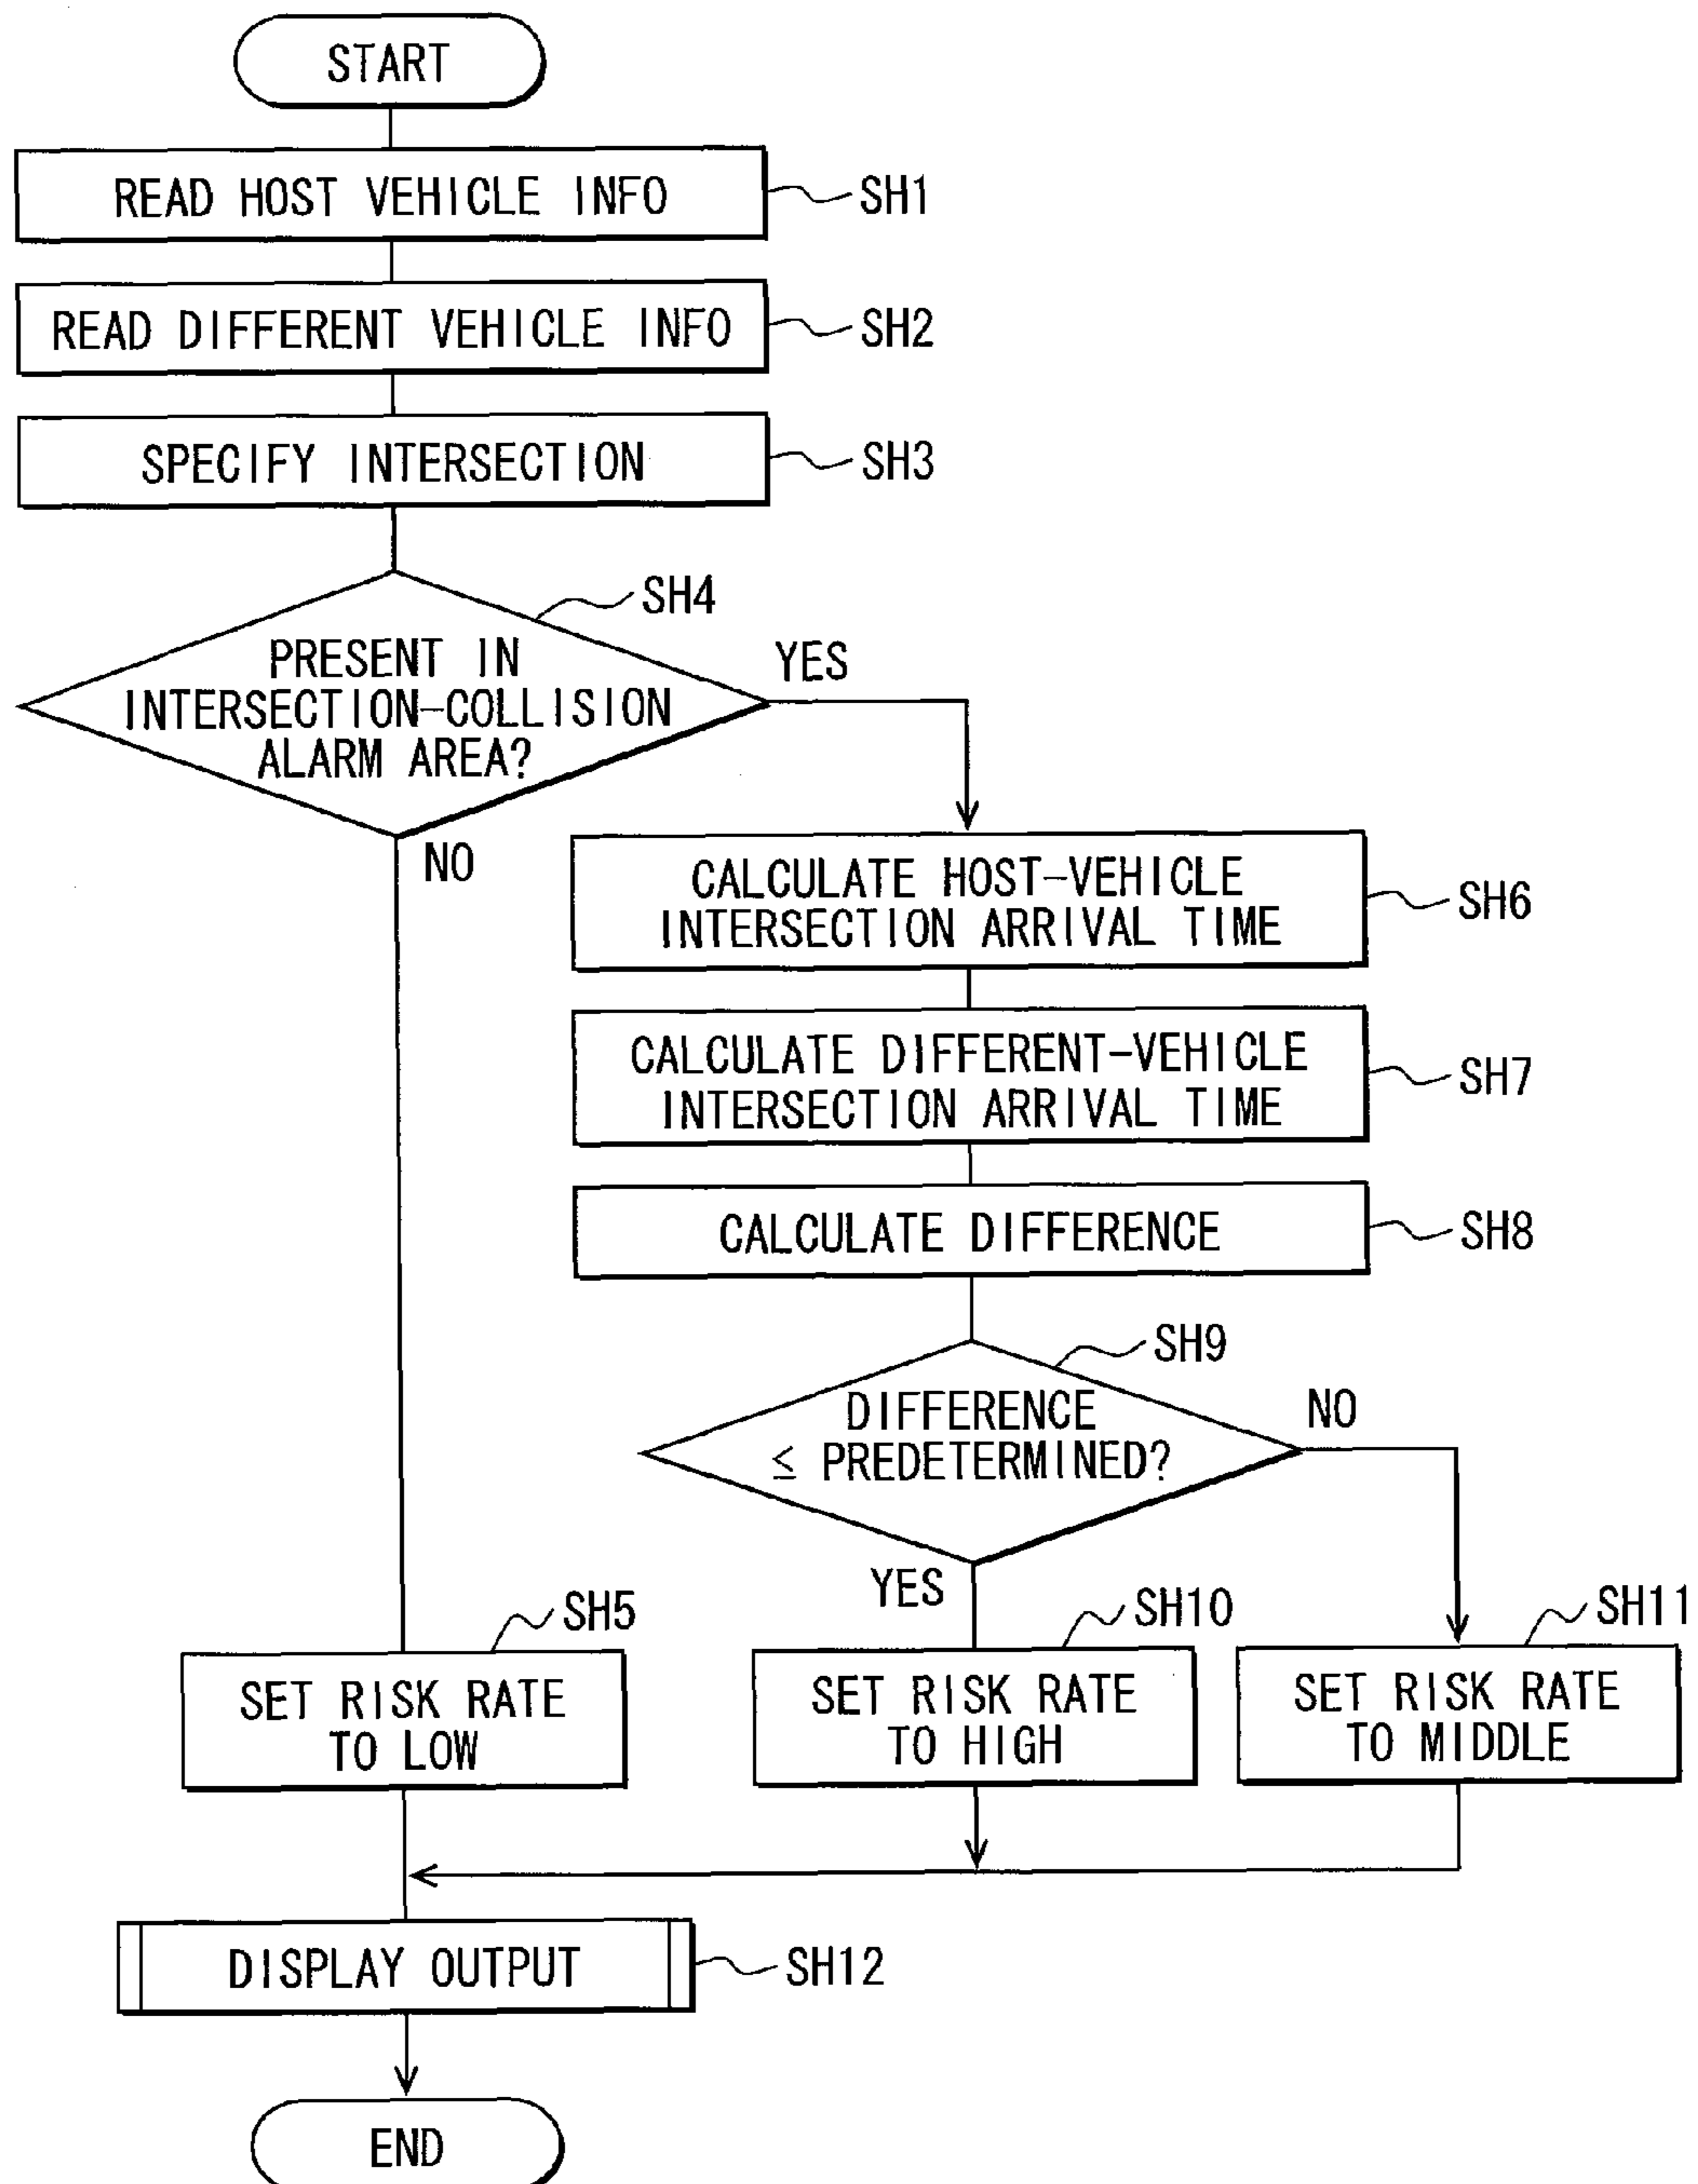 START
READ HOST VEHICLE INFO
SH1
READ DIFFERENT VEHICLE INFO
SH2
SPECIFY INTERSECTION
SH3
SH4
PRESENT IN
INTERSECTION-COLLISION
ALARM AREA?
YES
NO
CALCULATE HOST-VEHICLE
INTERSECTION ARRIVAL TIME
SH6
CALCULATE DIFFERENT-VEHICLE
INTERSECTION ARRIVAL TIME
SH7
CALCULATE DIFFERENCE
SH8
SH9
DIFFERENCE
≤ PREDETERMINED?
NO
YES
SH5
SET RISK RATE
TO LOW
SH10
SET RISK RATE
TO HIGH
SH11
SET RISK RATE
TO MIDDLE
DISPLAY OUTPUT
SH12
END